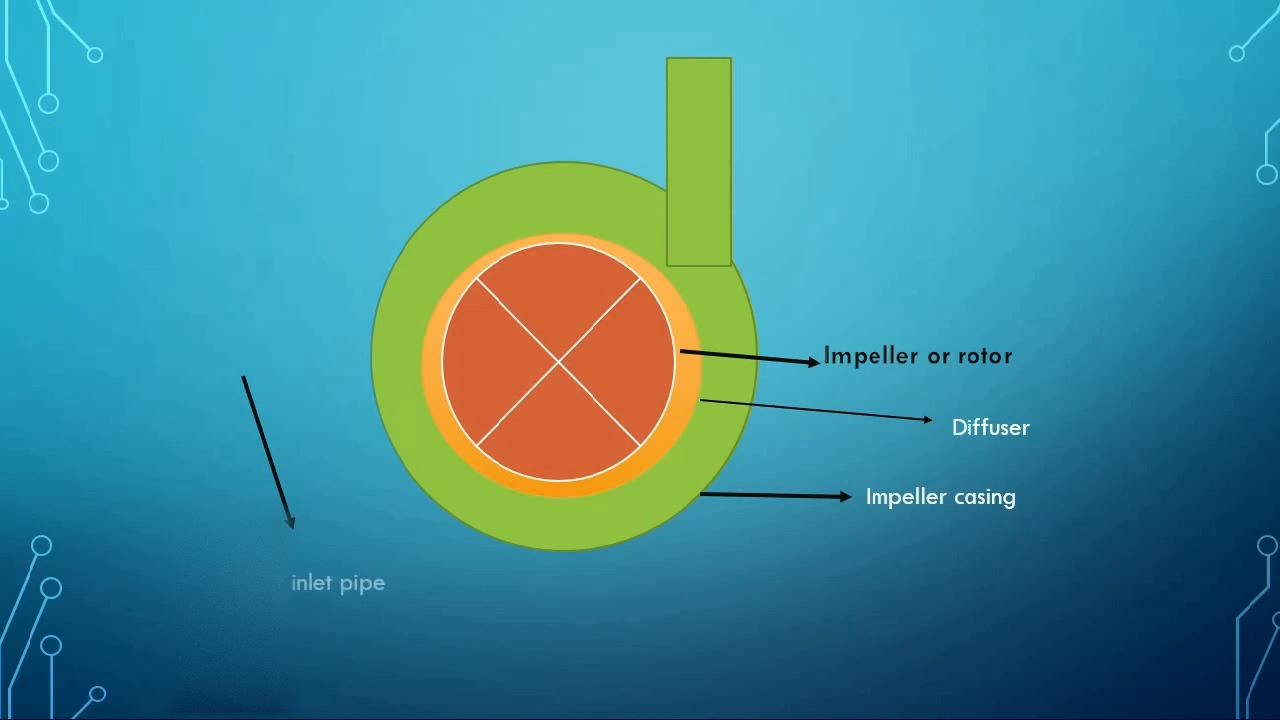 Impeller or rotor
Diffuser
Impeller casing
inlet pipe